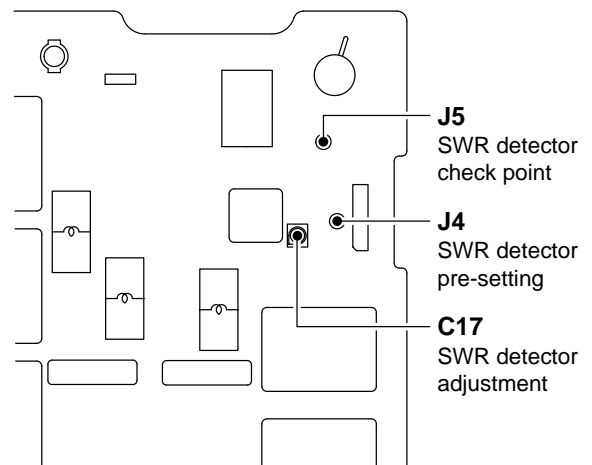 J5
SWR detector
check point
J4
SWR detector
pre-setting
C17
SWR detector
adjustment